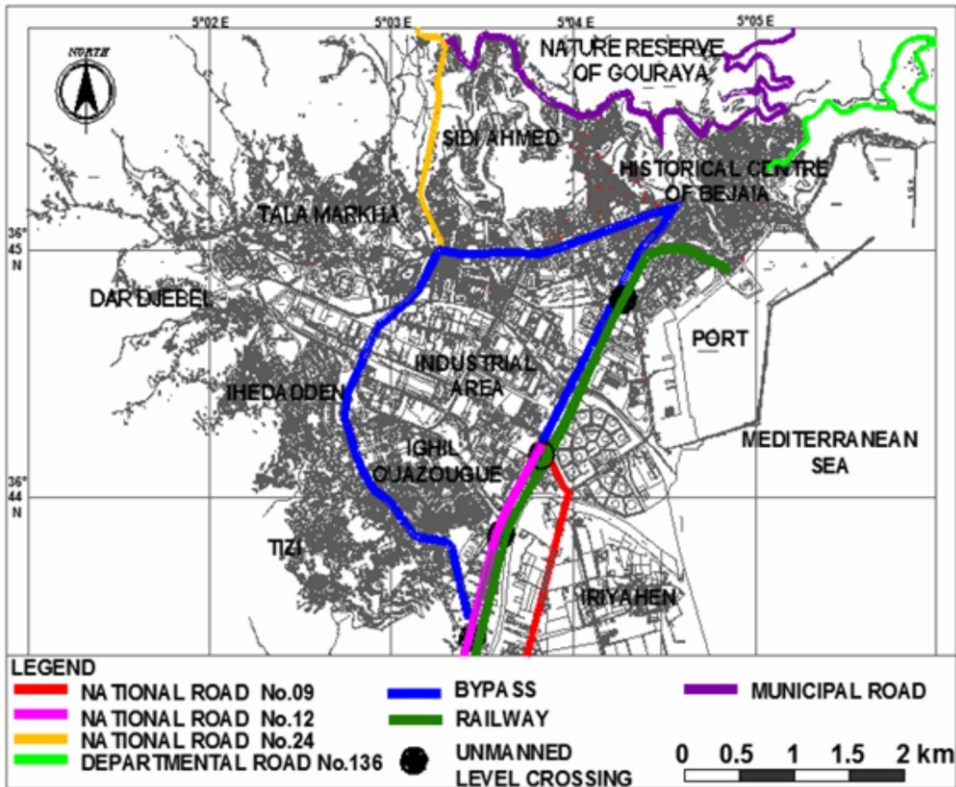 5°02 E 5°03 E 5°04 E 5°05 E
NORTH
NATURE RESERVE
OF GOURAYA
SIDI AHMED
HISTORICAL CENTRE
OF BEJAIA
TALA MARKHA
36°
45
N
DAR DJEBEL
PORT
INDUSTRIAL
AREA
IHEDADDEN
MEDITERRANEAN
SEA
IGHIL
OUAZOUGUE
36°
44
N
TIZI
IRIYAHEN
LEGEND
NATIONAL ROAD No.09
NATIONAL ROAD No.12
NATIONAL ROAD No.24
DEPARTMENTAL ROAD No.136
BYPASS
RAILWAY
UNMANNED
LEVEL CROSSING
MUNICIPAL ROAD
0 0.5 1 1.5 2 km